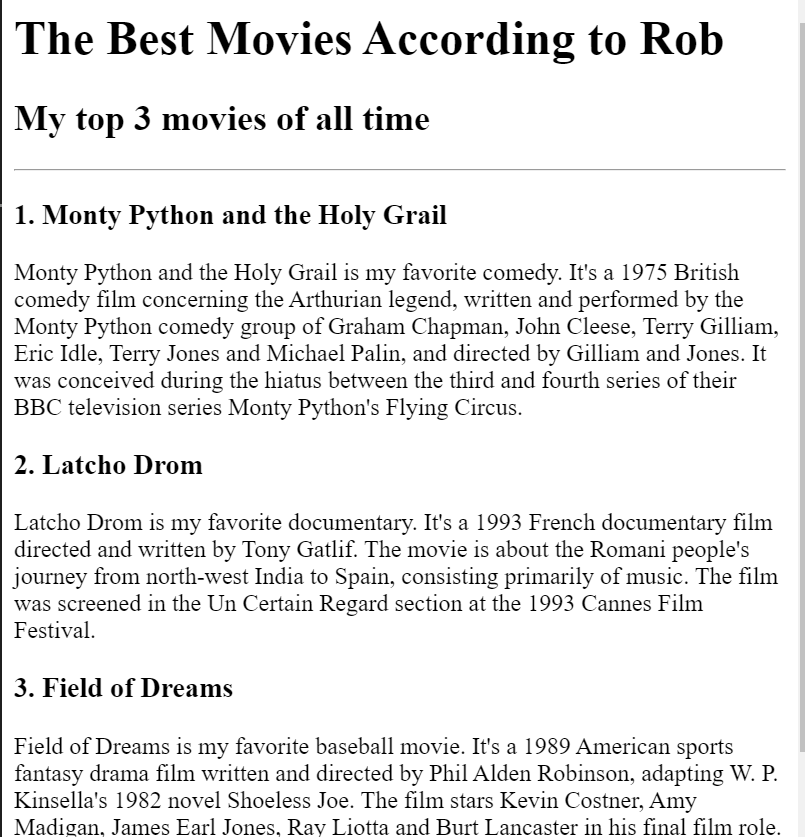 The Best Movies According to Rob
My top 3 movies of all time
1. Monty Python and the Holy Grail
Monty Python and the Holy Grail is my favorite comedy. It's a 1975 British
comedy film concerning the Arthurian legend, written and performed by the
Monty Python comedy group of Graham Chapman, John Cleese, Terry Gilliam,
Eric Idle, Terry Jones and Michael Palin, and directed by Gilliam and Jones. It
was conceived during the hiatus between the third and fourth series of their
BBC television series Monty Python's Flying Circus.
2. Latcho Drom
Latcho Drom is my favorite documentary. It's a 1993 French documentary film
directed and written by Tony Gatlif. The movie is about the Romani people's
journey from north-west India to Spain, consisting primarily of music. The film
was screened in the Un Certain Regard section at the 1993 Cannes Film
Festival.
3. Field of Dreams
Field of Dreams is my favorite baseball movie. It's a 1989 American sports
fantasy drama film written and directed by Phil Alden Robinson, adapting W. P.
Kinsella's 1982 novel Shoeless Joe. The film stars Kevin Costner, Amy
Madigan, James Earl Jones, Ray Liotta and Burt Lancaster in his final film role.